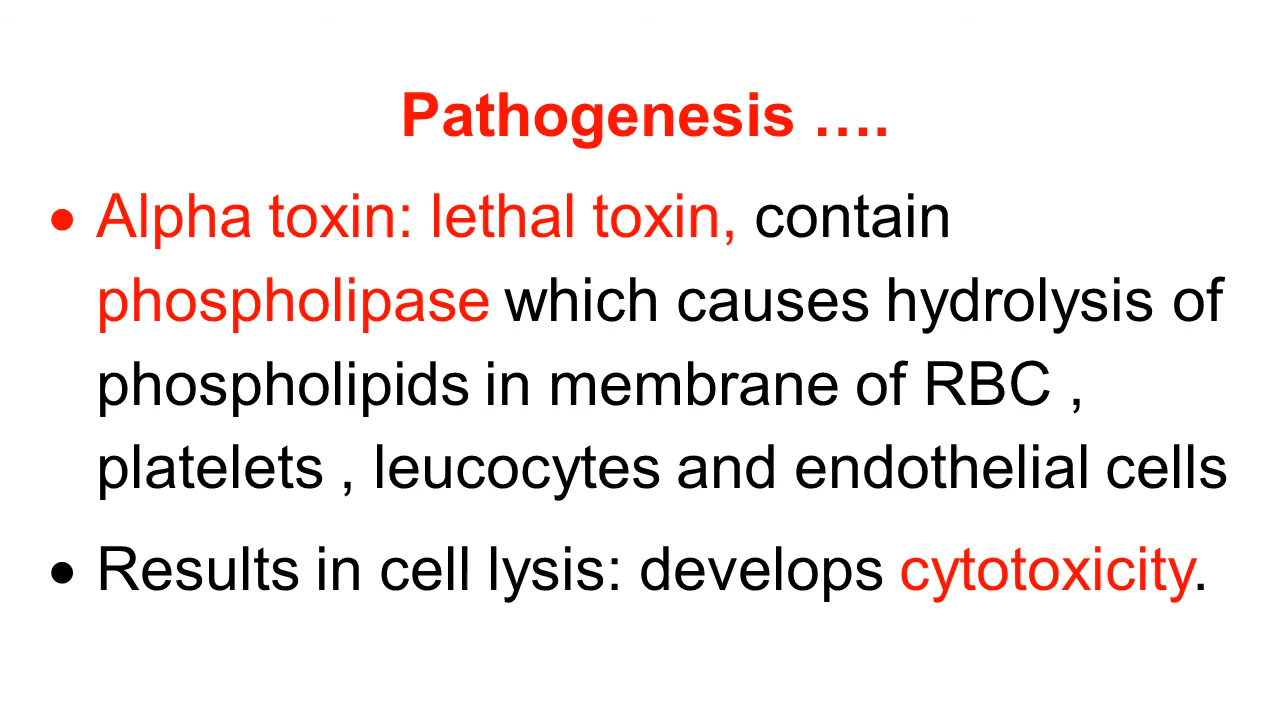 Pathogenesis ....
• Alpha toxin: lethal toxin, contain
phospholipase which causes hydrolysis of
phospholipids in membrane of RBC ,
platelets , leucocytes and endothelial cells
• Results in cell lysis: develops cytotoxicity.